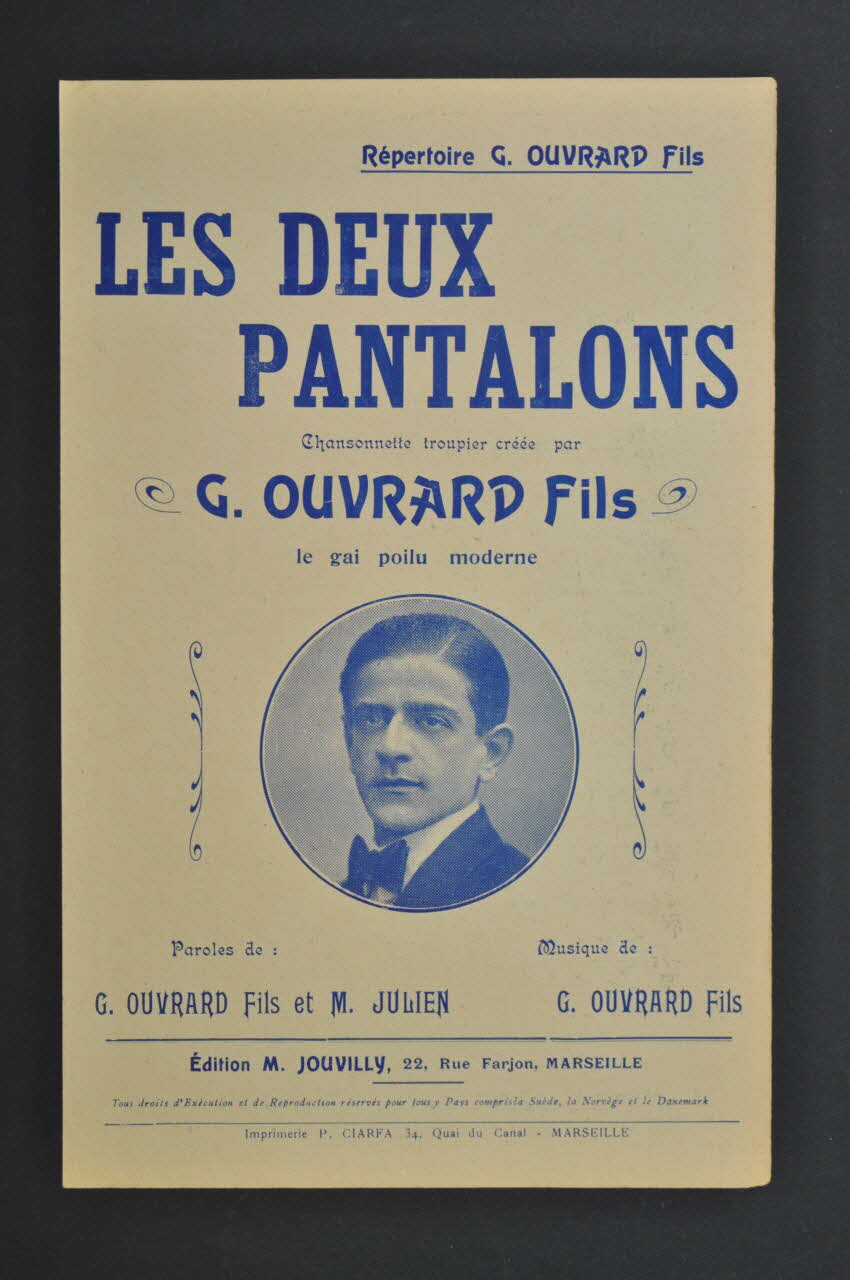 Répertoire G. OUVRARD Fils
LES DEUX
PANTALONS
Chansonnette troupier créée par
G. OUVRARD Fils
le gai poilu moderne
Paroles de :
Musique de :
G. OUVRARD Fils et M. JULIEN
G. OUVRARD Fils
Édition M. JOUVILLY, 22, Rue Farjon, MARSEILLE
Tous droits d'Exécution et de Reproduction réservés pour tous y Pays compris la Suède, la Norvège et le Danemark
Imprimerie P. CIARFA 34, Quai du Canal - MARSEILLE